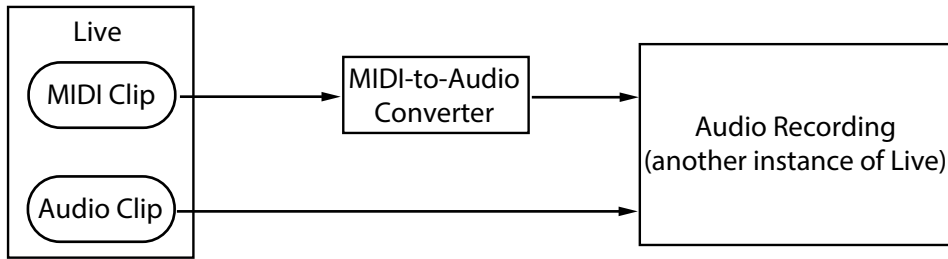 Live
MIDI Clip
MIDI-to-Audio
Converter
Audio Recording
(another instance of Live)
Audio Clip